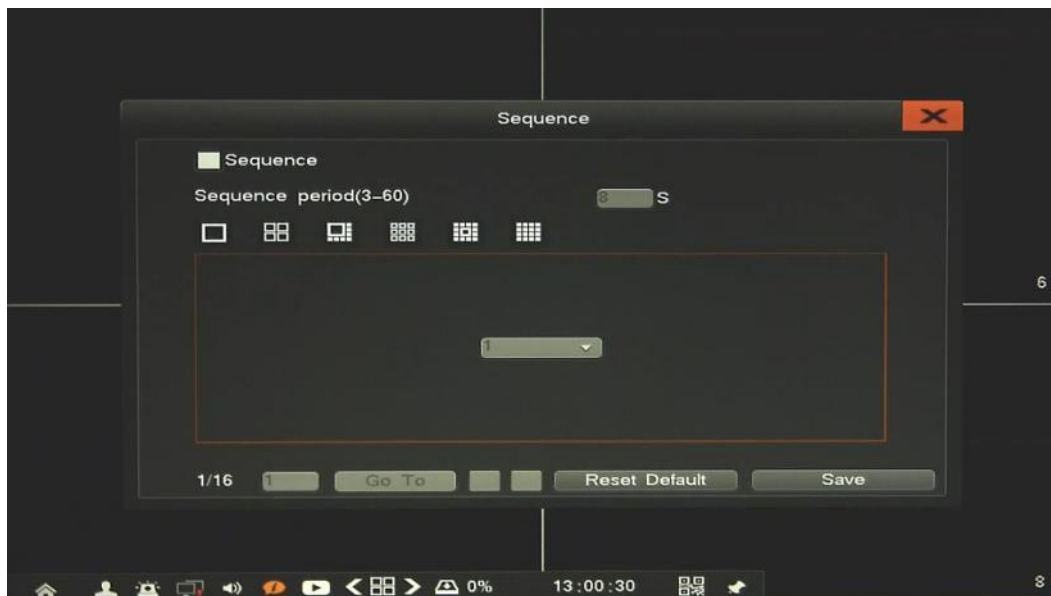 Sequence
Sequence
Sequence period(3-60) 8 S
6
1
1/16 1 Go To Reset Default Save
0% 13:00:30
8